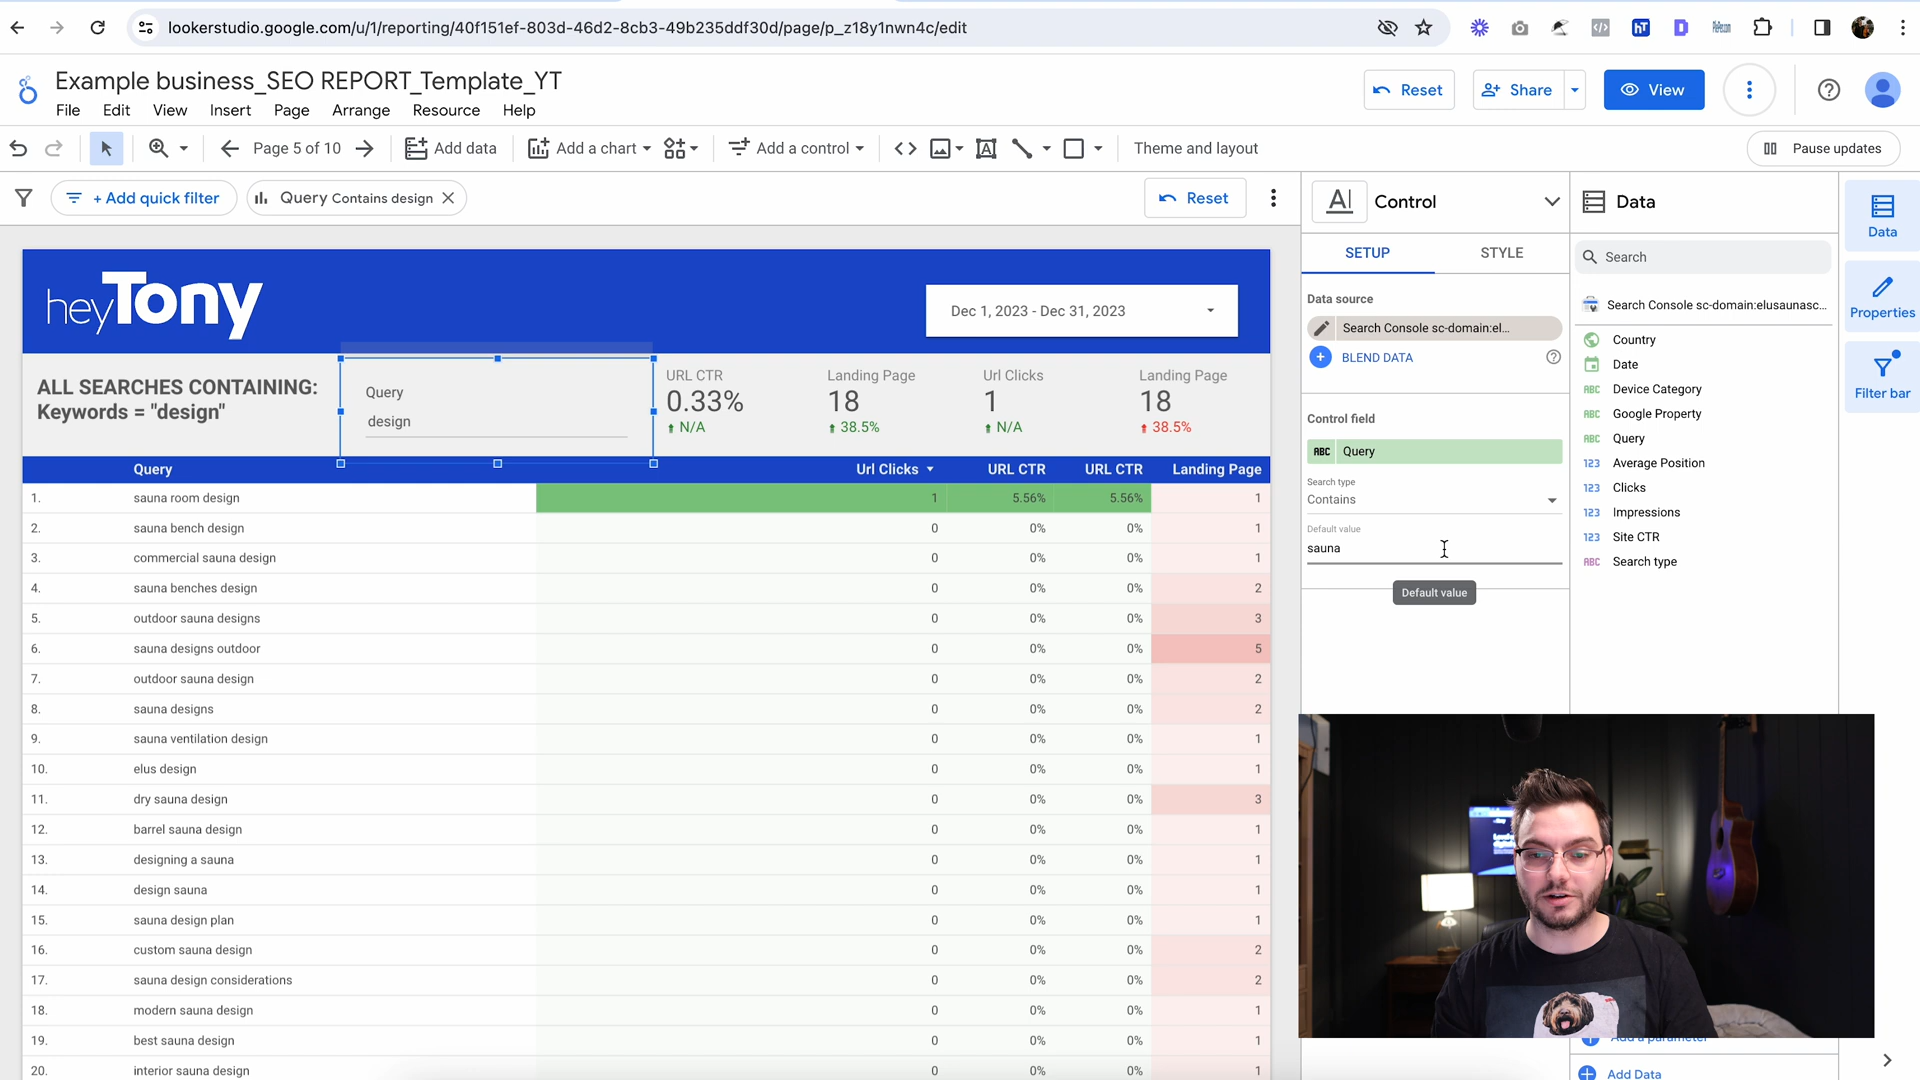 lookerstudio.google.com/u/1/reporting/40f151ef-803d-46d2-8cb3-49b235ddf30d/page/p_z18y1nwn4c/edit
Example business_SEO REPORT_Template_YT
Reset
Share
View
File Edit View Insert Page Arrange Resource Help
Page 5 of 10
Add data
Add a chart
Add a control
Theme and layout
Pause updates
+ Add quick filter
Query Contains design
Reset
Control
Data
Data
SETUP STYLE
Search
Data source
Search Console sc-domain:el...
Search Console sc-domain:elusaunasc...
BLEND DATA
Properties
Filter bar
heyTony
Dec 1, 2023 - Dec 31, 2023
ALL SEARCHES CONTAINING:
Keywords = "design"
Query
design
URL CTR
0.33%
N/A
Landing Page
18
38.5%
Url Clicks
1
N/A
Landing Page
18
38.5%
Control field
ABC Query
Search type
Contains
Default value
sauna
Default value
Country
Date
ABC Device Category
ABC Google Property
ABC Query
123 Average Position
123 Clicks
123 Impressions
123 Site CTR
ABC Search type
Query Url Clicks URL CTR URL CTR Landing Page
1. sauna room design 1 5.56% 5.56% 1
2. sauna bench design 0 0% 0% 1
3. commercial sauna design 0 0% 0% 1
4. sauna benches design 0 0% 0% 2
5. outdoor sauna designs 0 0% 0% 3
6. sauna designs outdoor 0 0% 0% 5
7. outdoor sauna design 0 0% 0% 2
8. sauna designs 0 0% 0% 2
9. sauna ventilation design 0 0% 0% 1
10. elus design 0 0% 0% 1
11. dry sauna design 0 0% 0% 3
12. barrel sauna design 0 0% 0% 1
13. designing a sauna 0 0% 0% 1
14. design sauna 0 0% 0% 1
15. sauna design plan 0 0% 0% 1
16. custom sauna design 0 0% 0% 2
17. sauna design considerations 0 0% 0% 2
18. modern sauna design 0 0% 0% 1
19. best sauna design 0 0% 0% 1
20. interior sauna design 0 0% 0% 1
Add a parameter
Add Data